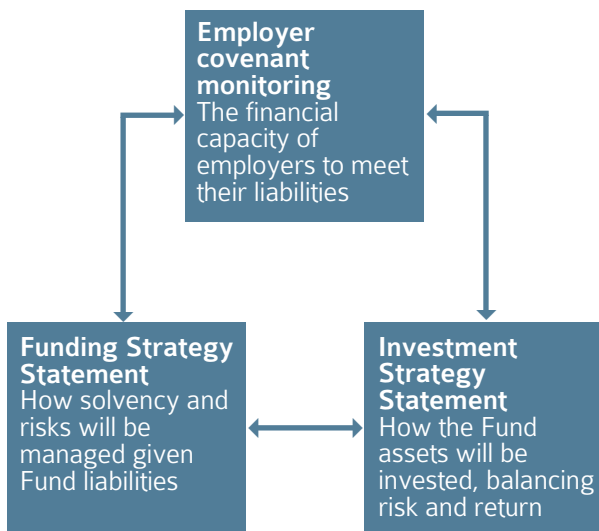 Employer
covenant
monitoring
The financial
capacity of
employers to meet
their liabilities
Funding Strategy
Statement
How solvency and
risks will be
managed given
Fund liabilities
Investment
Strategy
Statement
How the Fund
assets will be
invested, balancing
risk and return